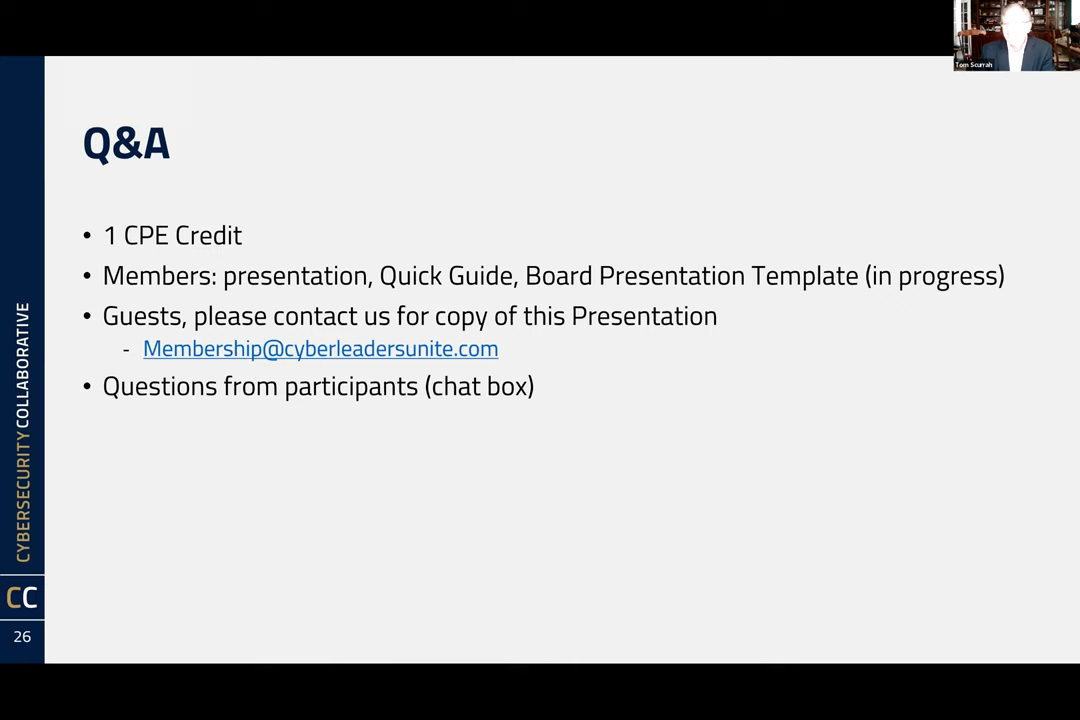 Tom Scurrah
Q&A
• 1 CPE Credit
• Members: presentation, Quick Guide, Board Presentation Template (in progress)
• Guests, please contact us for copy of this Presentation
- Membership@cyberleadersunite.com
• Questions from participants (chat box)
CYBERSECURITY COLLABORATIVE
CC
26